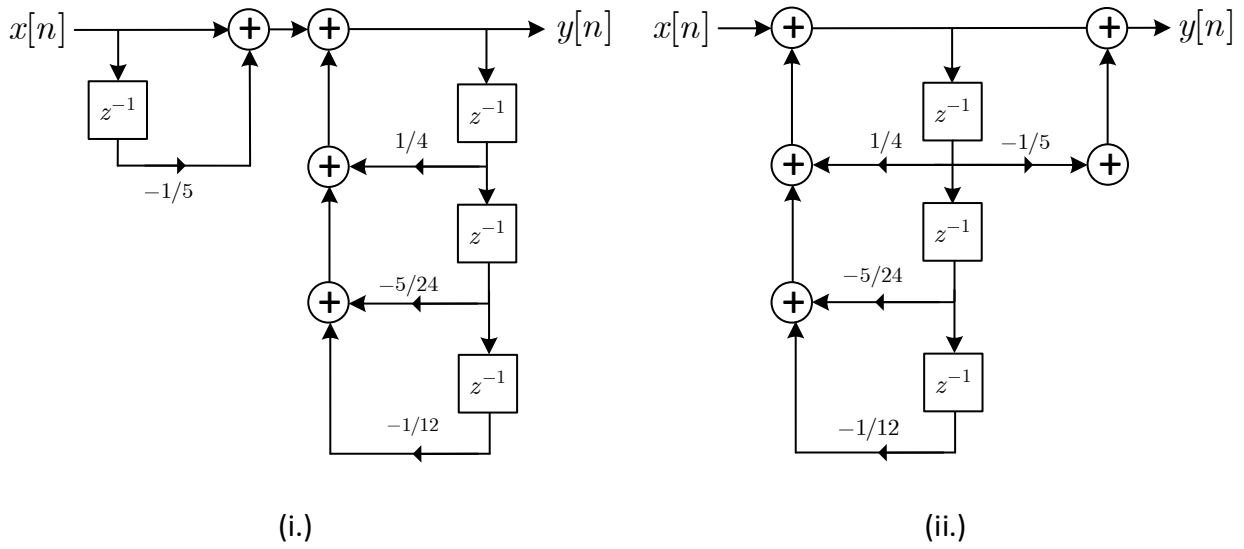 x[n] + + y[n]
z⁻¹
−1/5
z⁻¹
1/4
+
z⁻¹
−5/24
+
z⁻¹
−1/12
(i.)
x[n] + + y[n]
z⁻¹
1/4 −1/5
+ +
z⁻¹
−5/24
+
z⁻¹
−1/12
(ii.)